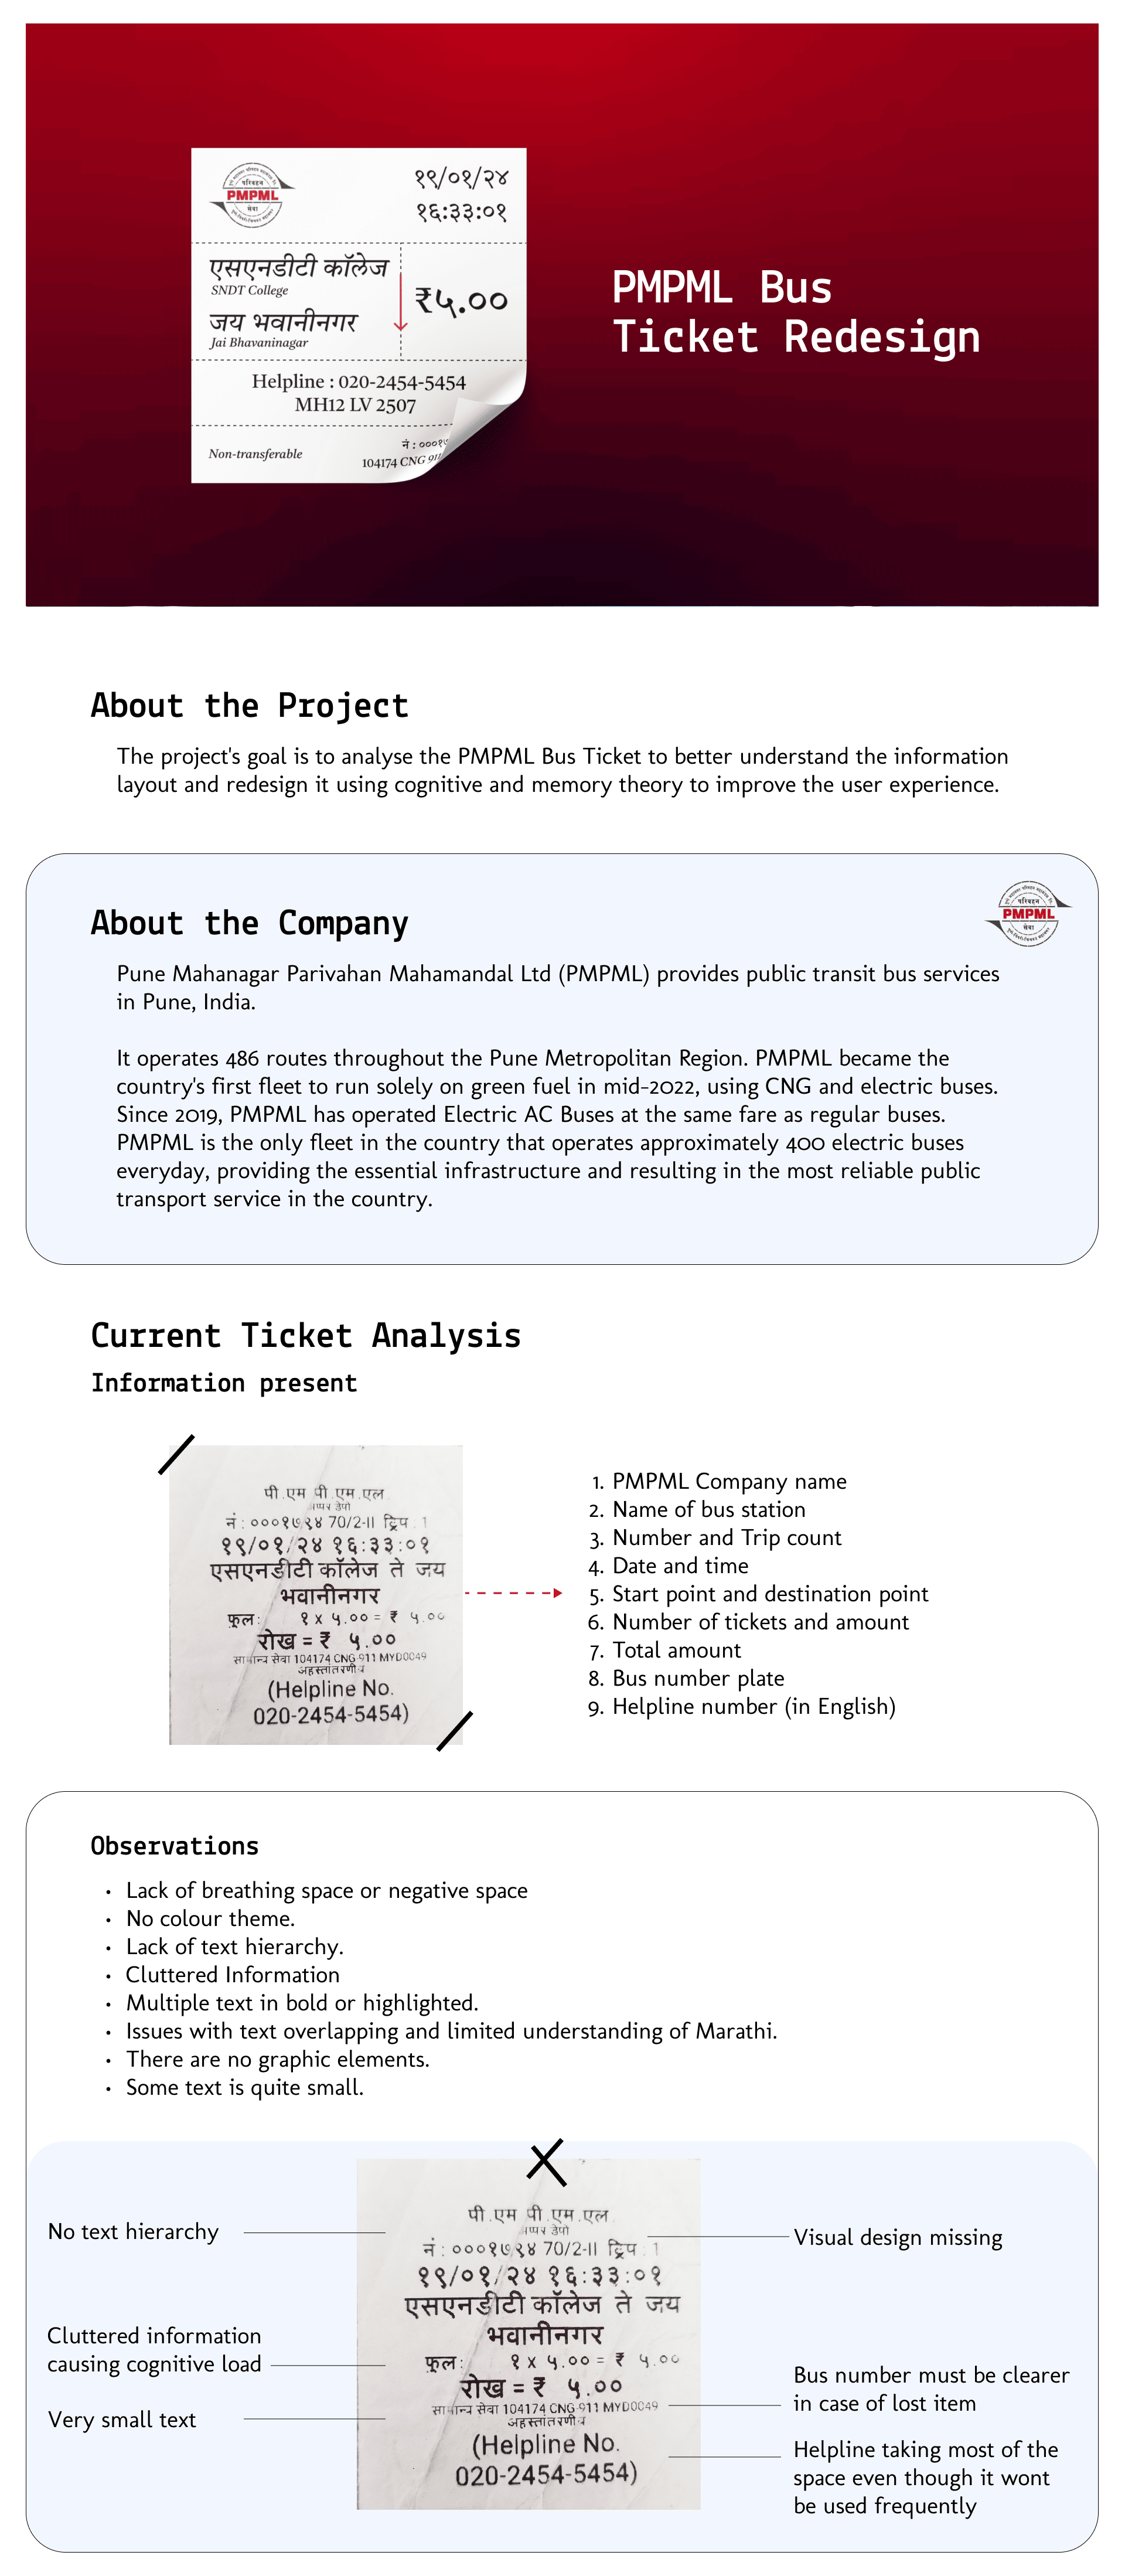 परिवहन
PMPML
सेवा
१९/०१/२४
१६:३३:०१
एसएनडीटी कॉलेज
SNDT College
जय भवानीनगर
Jai Bhavaninagar
₹५.००
Helpline : 020-2454-5454
MH12 LV 2507
Non-transferable
नं : ०००१
104174 CNG
PMPML Bus
Ticket Redesign
About the Project
The project's goal is to analyse the PMPML Bus Ticket to better understand the information
layout and redesign it using cognitive and memory theory to improve the user experience.
परिवहन
PMPML
सेवा
About the Company
Pune Mahanagar Parivahan Mahamandal Ltd (PMPML) provides public transit bus services
in Pune, India.
It operates 486 routes throughout the Pune Metropolitan Region. PMPML became the
country's first fleet to run solely on green fuel in mid-2022, using CNG and electric buses.
Since 2019, PMPML has operated Electric AC Buses at the same fare as regular buses.
PMPML is the only fleet in the country that operates approximately 400 electric buses
everyday, providing the essential infrastructure and resulting in the most reliable public
transport service in the country.
Current Ticket Analysis
Information present
पी.एम.पी.एम.एल.
अप्पर डेपो
नं : ०००१७९४ 70/2-II ट्रिप : 1
१९/०१/२४ १६:३३:०१
एसएनडीटी कॉलेज ते जय
भवानीनगर
फूल: १ x ५.०० = ₹ ५.००
रोख = ₹ ५.००
सामान्य सेवा 104174 CNG-911 MYD0049
अहस्तांतरणीय
(Helpline No.
020-2454-5454)
1. PMPML Company name
2. Name of bus station
3. Number and Trip count
4. Date and time
5. Start point and destination point
6. Number of tickets and amount
7. Total amount
8. Bus number plate
9. Helpline number (in English)
Observations
• Lack of breathing space or negative space
• No colour theme.
• Lack of text hierarchy.
• Cluttered Information
• Multiple text in bold or highlighted.
• Issues with text overlapping and limited understanding of Marathi.
• There are no graphic elements.
• Some text is quite small.
No text hierarchy
Cluttered information
causing cognitive load
Very small text
पी.एम.पी.एम.एल.
अप्पर डेपो
नं : ०००१७९४ 70/2-II ट्रिप : 1
१९/०१/२४ १६:३३:०१
एसएनडीटी कॉलेज ते जय
भवानीनगर
फूल: १ x ५.०० = ₹ ५.००
रोख = ₹ ५.००
सामान्य सेवा 104174 CNG-911 MYD0049
अहस्तांतरणीय
(Helpline No.
020-2454-5454)
Visual design missing
Bus number must be clearer
in case of lost item
Helpline taking most of the
space even though it wont
be used frequently